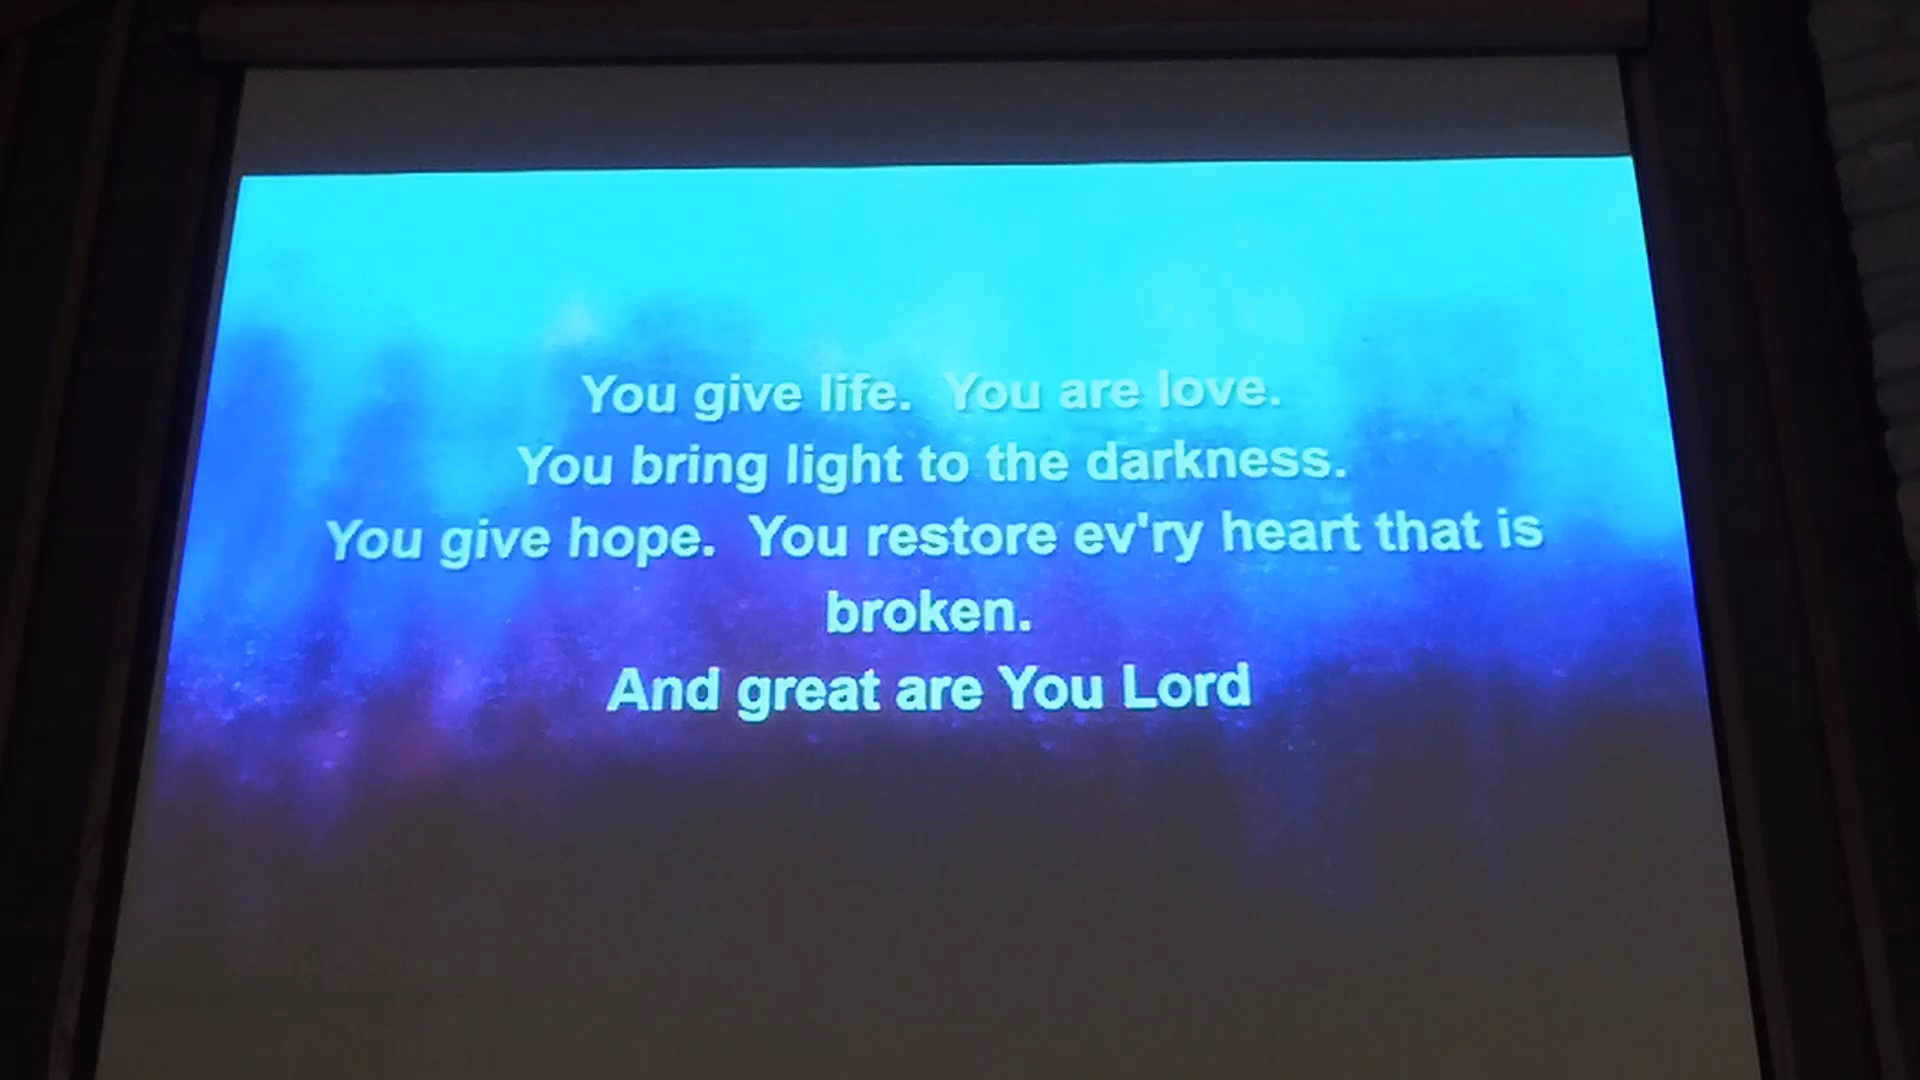 You give life.  You are love.
You bring light to the darkness.
You give hope.  You restore ev'ry heart that is
broken.
And great are You Lord